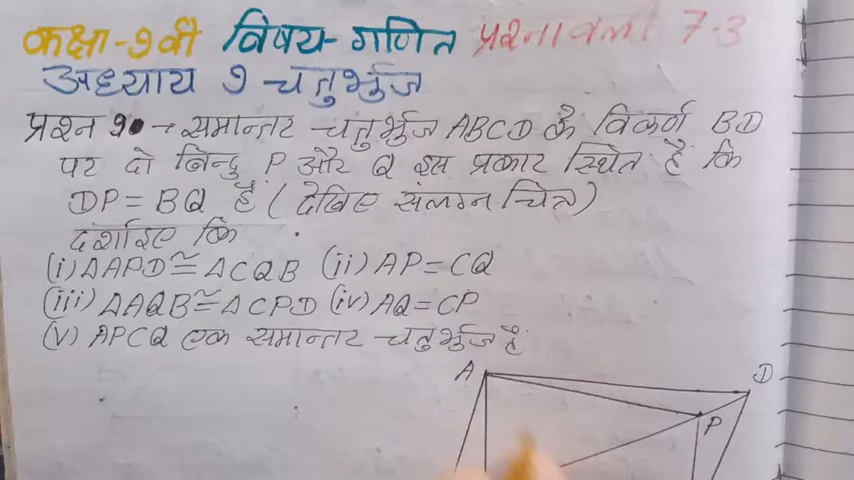 कक्षा-9वी विषय-गणित प्रश्नावली 7.3
अध्याय 7 चतुर्भुज
प्रश्न 1 → समान्तर चतुर्भुज ABCD के विकर्ण BD
पर दो बिन्दु P और Q इस प्रकार स्थित है कि
DP = BQ है (देखिए संलग्न चित्र)
दर्शाइए कि
(i) ΔAPD ≅ ΔCQB (ii) AP = CQ
(iii) ΔAQB ≅ ΔCPD (iv) AQ = CP
(v) APCQ एक समान्तर चतुर्भुज है
A D
P